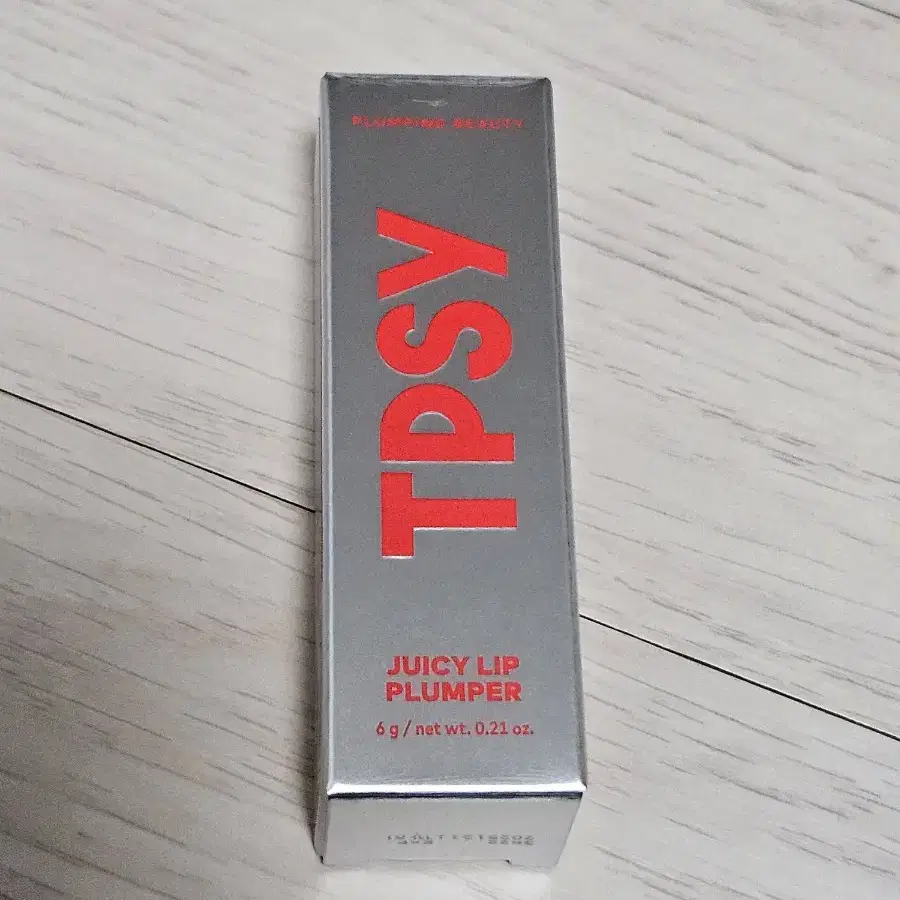 PLUMPING BEAUTY
TPSY
JUICY LIP
PLUMPER
6 g / net wt. 0.21 oz.